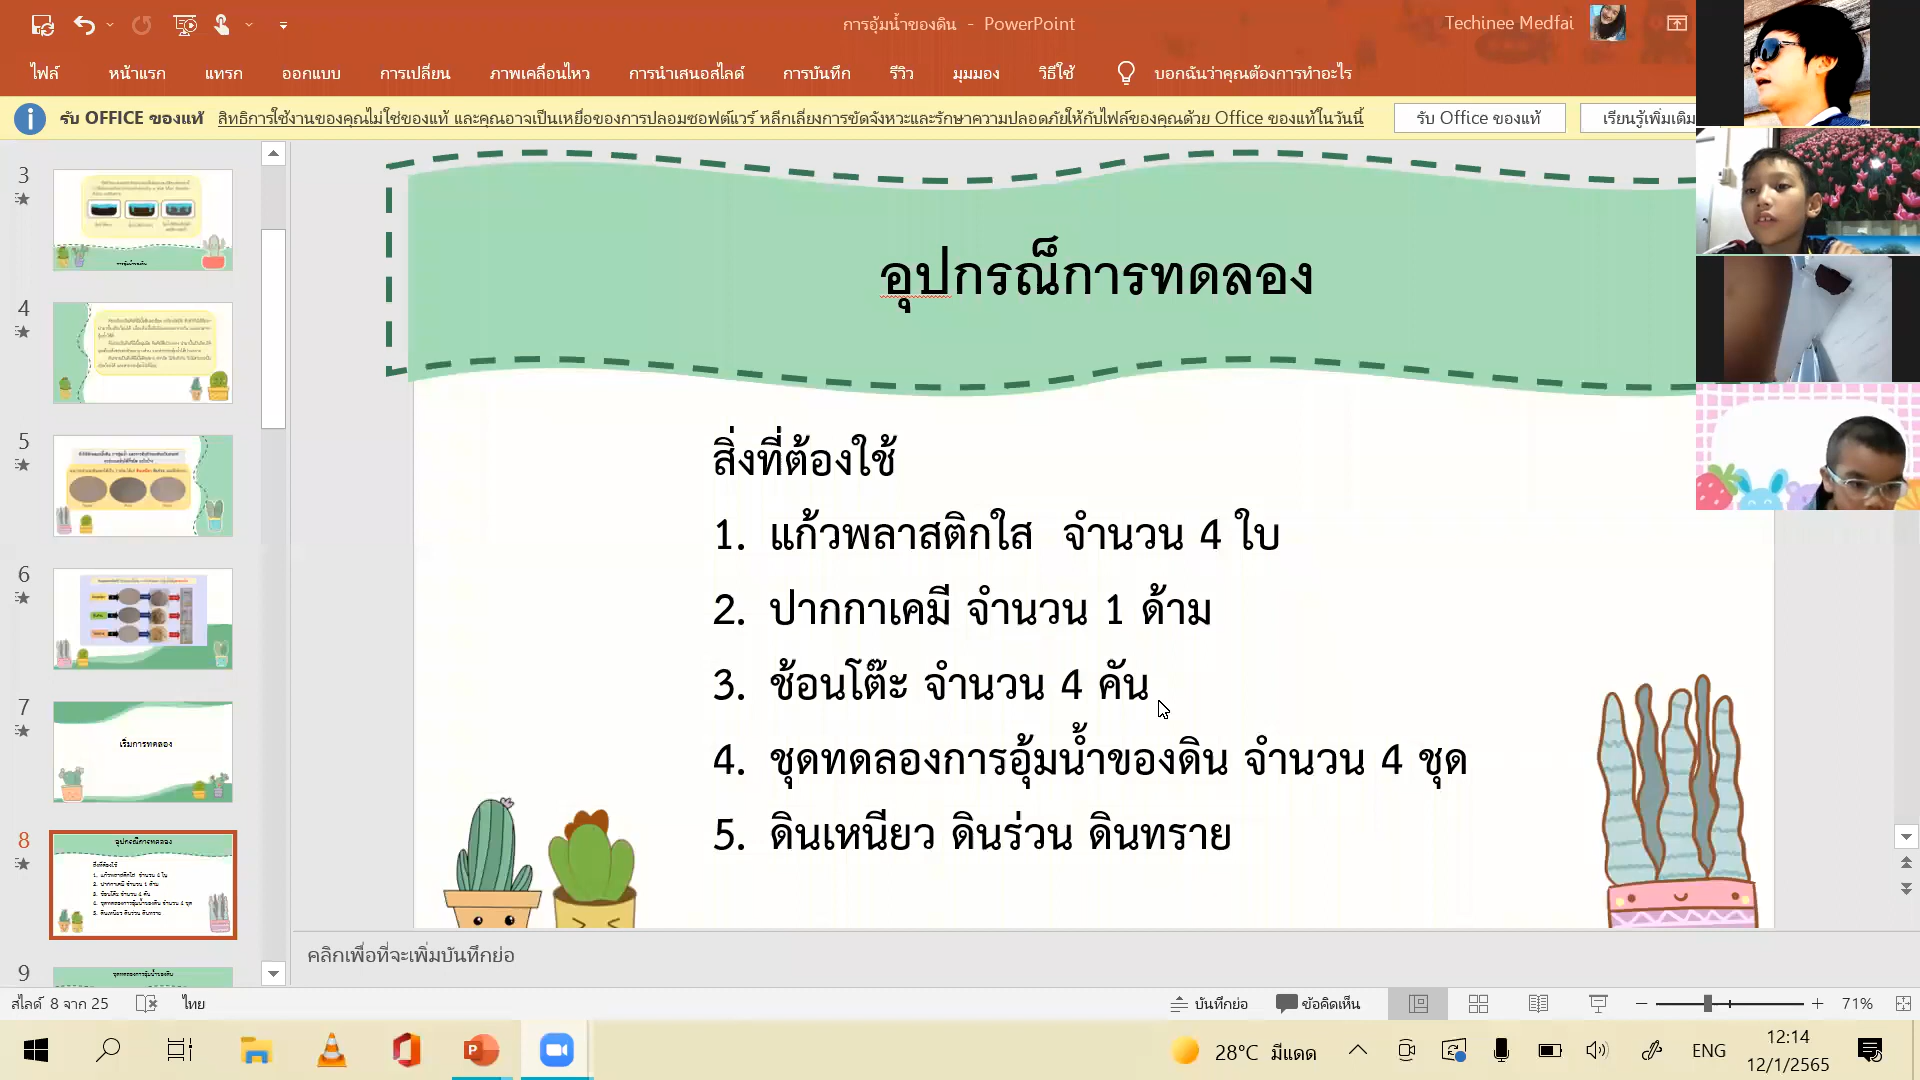 การอุ้มน้ำของดิน - PowerPoint
Techinee Medfai
ไฟล์ หน้าแรก แทรก ออกแบบ การเปลี่ยน ภาพเคลื่อนไหว การนำเสนอสไลด์ การบันทึก รีวิว มุมมอง วิธีใช้ บอกฉันว่าคุณต้องการทำอะไร
รับ OFFICE ของแท้ สิทธิการใช้งานของคุณไม่ใช่ของแท้ และคุณอาจเป็นเหยื่อของการปลอมซอฟต์แวร์ หลีกเลี่ยงการขัดจังหวะและรักษาความปลอดภัยให้กับไฟล์ของคุณด้วย Office ของแท้ในวันนี้ รับ Office ของแท้ เรียนรู้เพิ่มเติม
3
4
5
6
7
เริ่มการทดลอง
8
9
อุปกรณ็การทดลอง
สิ่งที่ต้องใช้
1. แก้วพลาสติกใส จำนวน 4 ใบ
2. ปากกาเคมี จำนวน 1 ด้าม
3. ช้อนโต๊ะ จำนวน 4 คัน
4. ชุดทดลองการอุ้มน้ำของดิน จำนวน 4 ชุด
5. ดินเหนียว ดินร่วน ดินทราย
คลิกเพื่อที่จะเพิ่มบันทึกย่อ
สไลด์ 8 จาก 25 ไทย บันทึกย่อ ข้อคิดเห็น 71%
28°C มีแดด ENG 12:14
12/1/2565